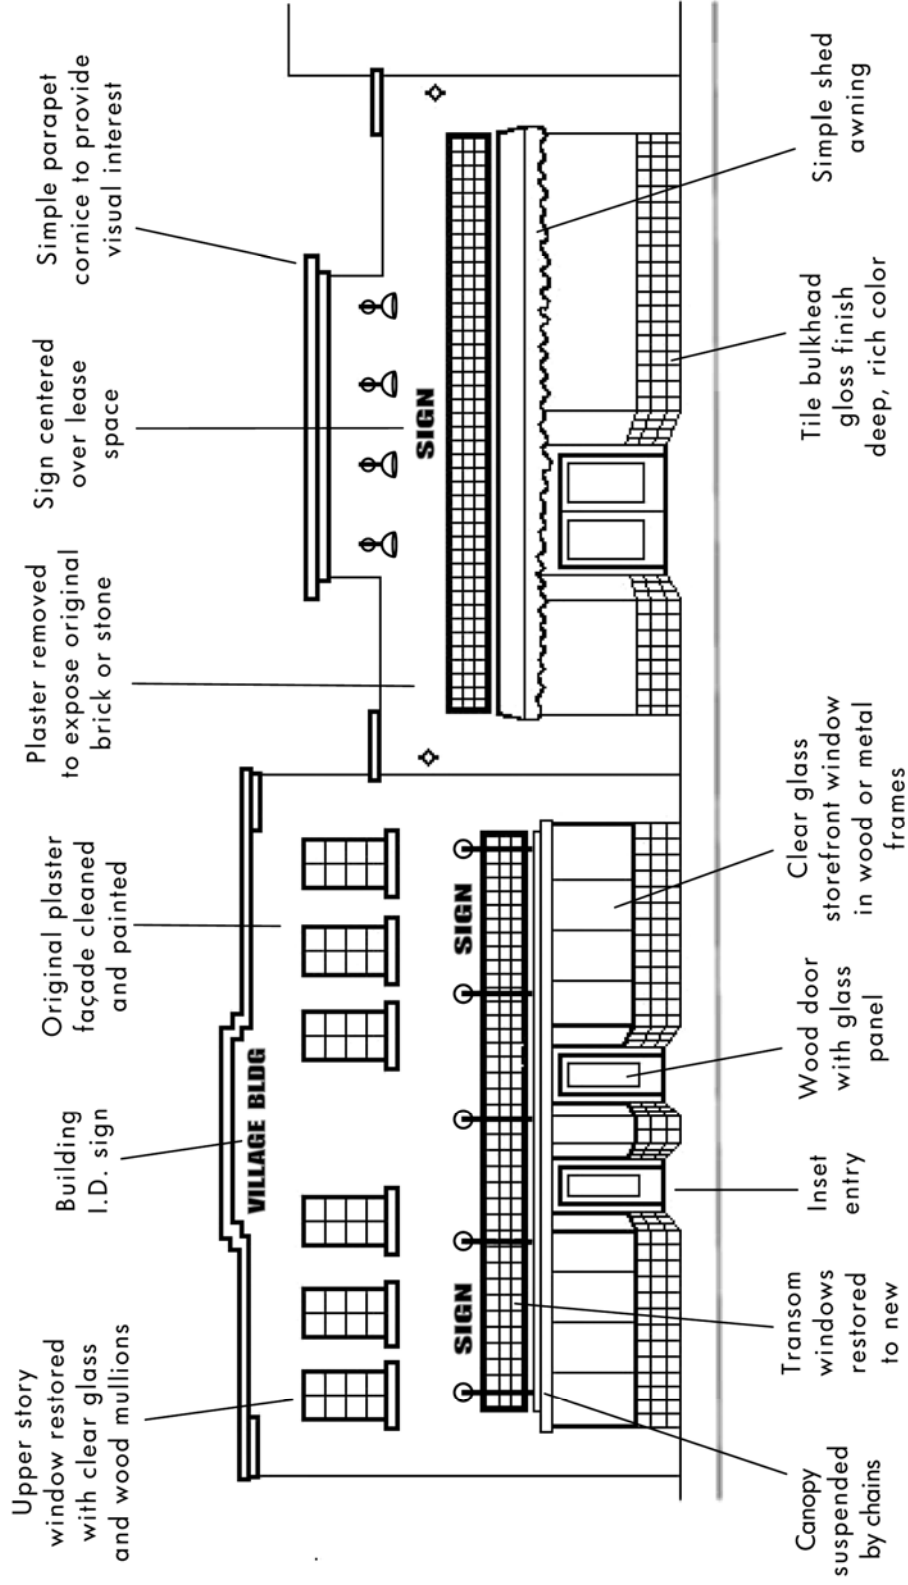 Upper story
window restored
with clear glass
and wood mullions
Building
I.D. sign
Original plaster
façade cleaned
and painted
Plaster removed
to expose original
brick or stone
Sign centered
over lease
space
Simple parapet
cornice to provide
visual interest
VILLAGE BLDG
SIGN
SIGN
SIGN
Canopy
suspended
by chains
Transom
windows
restored
to new
Inset
entry
Wood door
with glass
panel
Clear glass
storefront window
in wood or metal
frames
Tile bulkhead
gloss finish
deep, rich color
Simple shed
awning